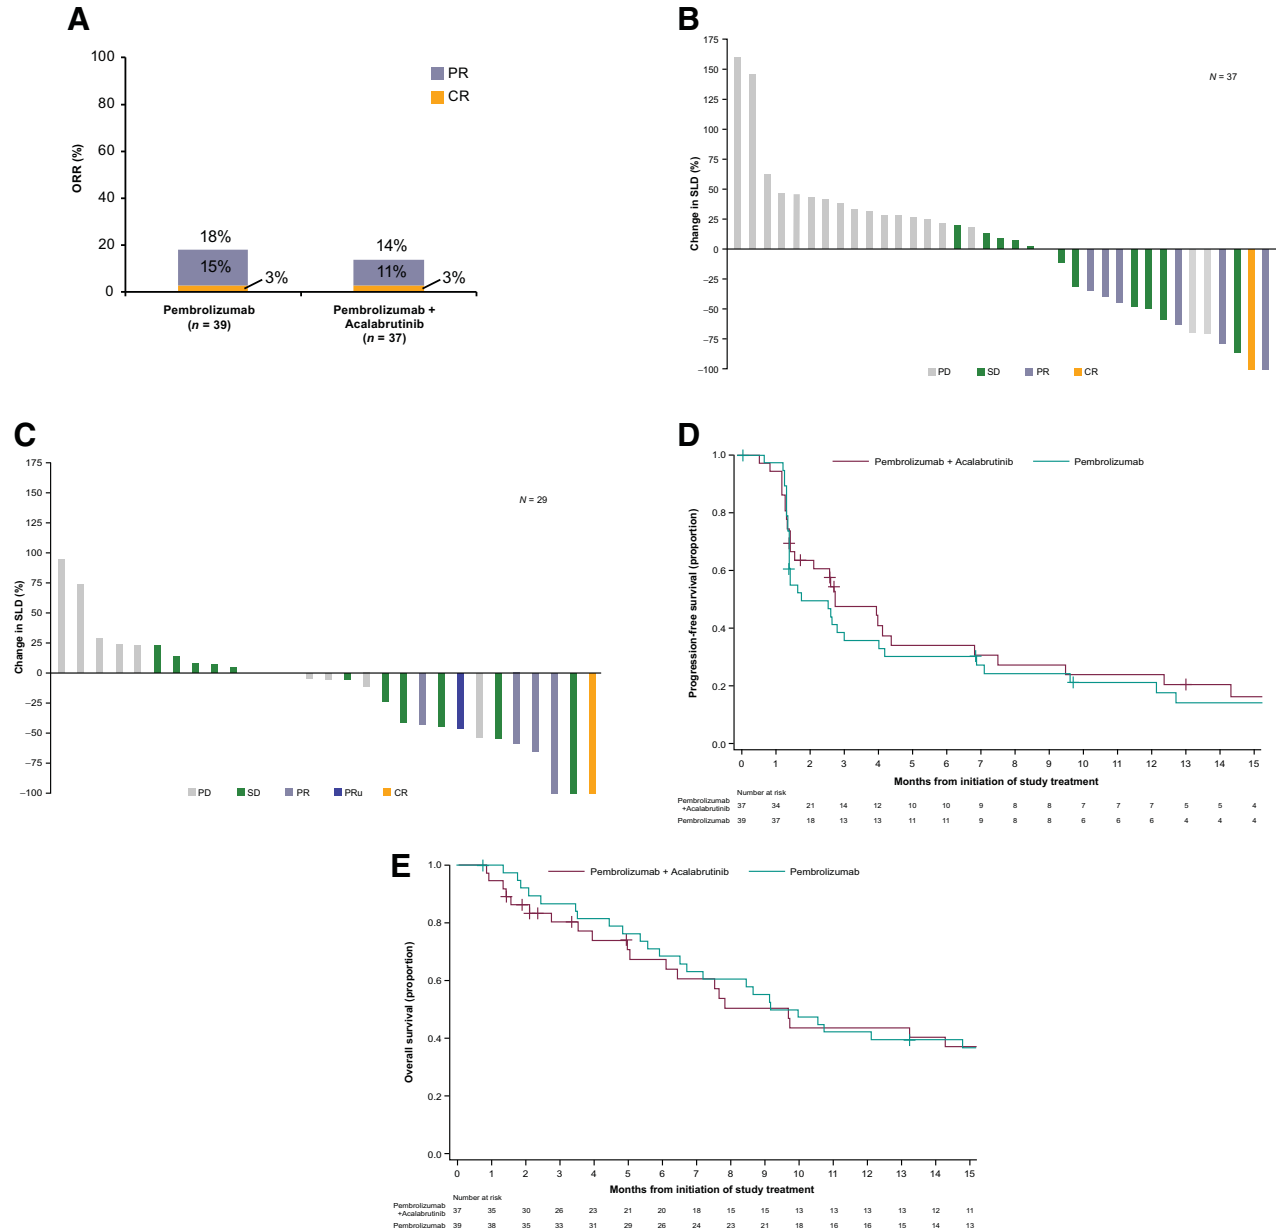 A
100
80
60
40
20
0
ORR (%)
PR
CR
18%
15%
3%
14%
11%
3%
Pembrolizumab
(n = 39)
Pembrolizumab +
Acalabrutinib
(n = 37)
B
175
150
125
100
75
50
25
0
−25
−50
−75
−100
Change in SLD (%)
N = 37
PD SD PR CR
C
175
150
125
100
75
50
25
0
−25
−50
−75
−100
Change in SLD (%)
N = 29
PD SD PR PRu CR
D
1.0
0.8
0.6
0.4
0.2
0.0
Progression-free survival (proportion)
Pembrolizumab + Acalabrutinib Pembrolizumab
0 1 2 3 4 5 6 7 8 9 10 11 12 13 14 15
Months from initiation of study treatment
Number at risk
Pembrolizumab
+Acalabrutinib
37 34 21 14 12 10 10 9 8 8 7 7 7 5 5 4
Pembrolizumab 39 37 18 13 13 11 11 9 8 8 6 6 6 4 4 4
E
1.0
0.8
0.6
0.4
0.2
0.0
Overall survival (proportion)
Pembrolizumab + Acalabrutinib Pembrolizumab
0 1 2 3 4 5 6 7 8 9 10 11 12 13 14 15
Months from initiation of study treatment
Number at risk
Pembrolizumab
+Acalabrutinib
37 35 30 26 23 21 20 18 15 15 13 13 13 13 12 11
Pembrolizumab 39 38 35 33 31 29 26 24 23 21 18 16 16 15 14 13